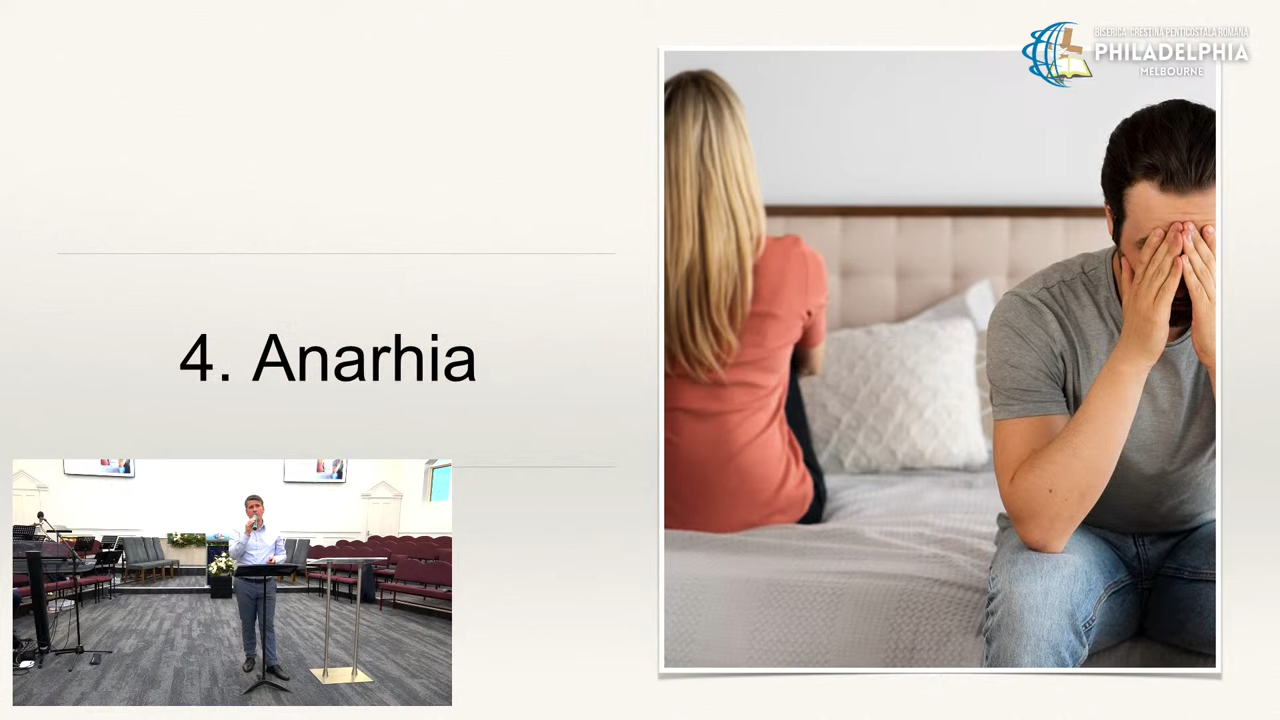 BISERICA CREȘTINĂ PENTICOSTALĂ ROMÂNĂ
PHILADELPHIA
MELBOURNE
4. Anarhia